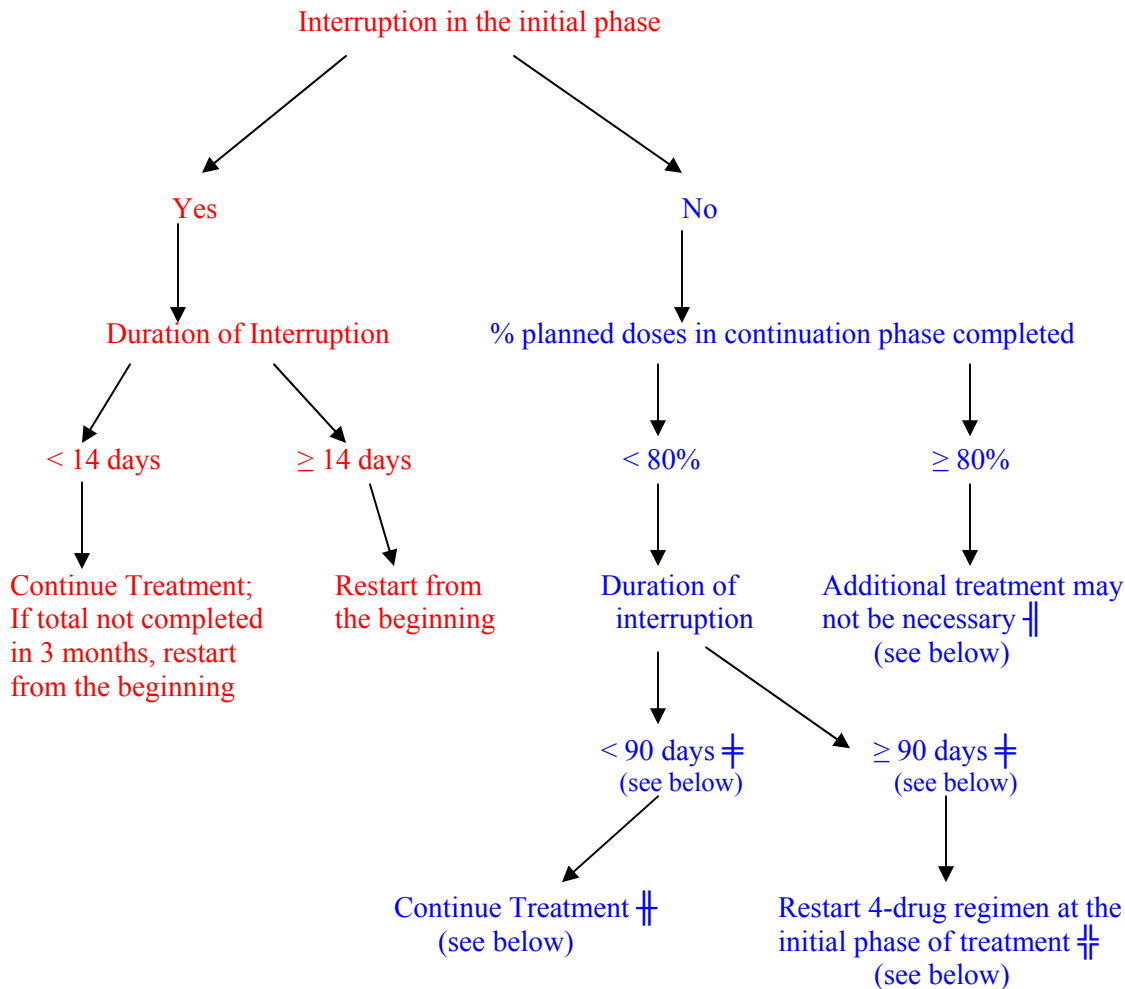 Interruption in the initial phase
Yes
No
Duration of Interruption
% planned doses in continuation phase completed
< 14 days
≥ 14 days
< 80%
≥ 80%
Continue Treatment;
If total not completed
in 3 months, restart
from the beginning
Restart from
the beginning
Duration of
interruption
Additional treatment may
not be necessary ╢
(see below)
< 90 days ╪
(see below)
≥ 90 days ╪
(see below)
Continue Treatment ╫
(see below)
Restart 4-drug regimen at the
initial phase of treatment ╬
(see below)